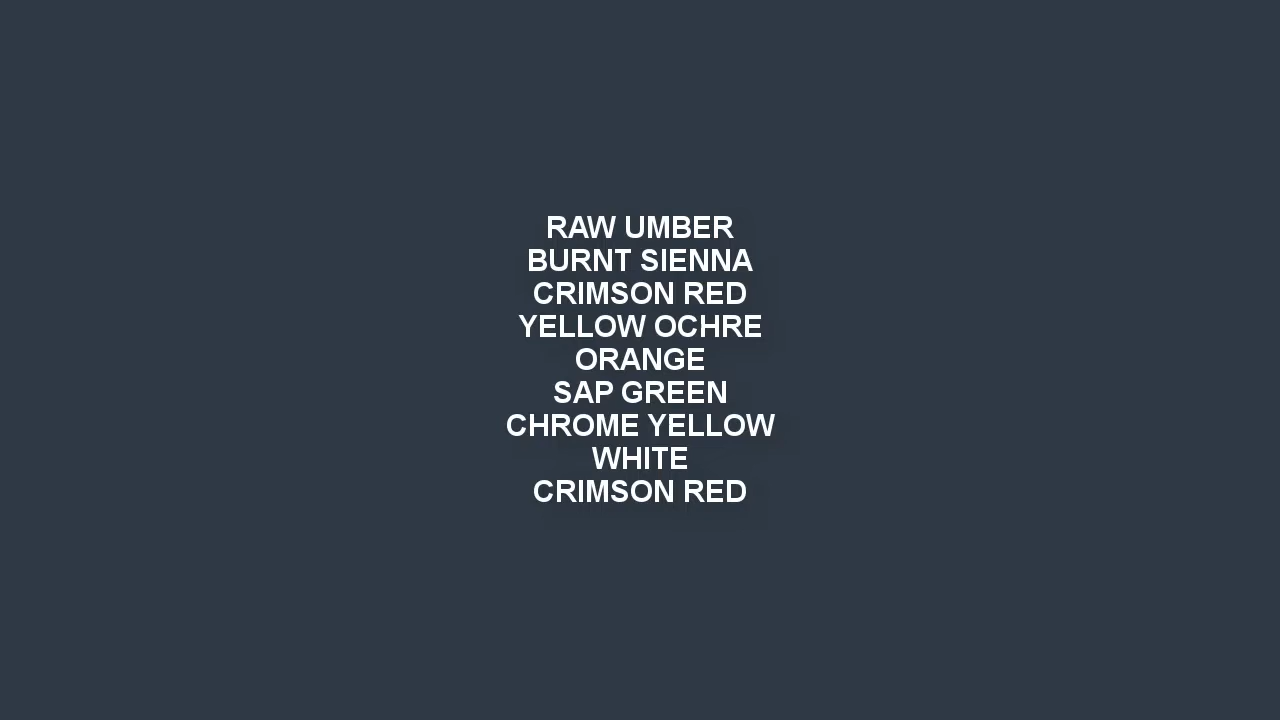 RAW UMBER
BURNT SIENNA
CRIMSON RED
YELLOW OCHRE
ORANGE
SAP GREEN
CHROME YELLOW
WHITE
CRIMSON RED